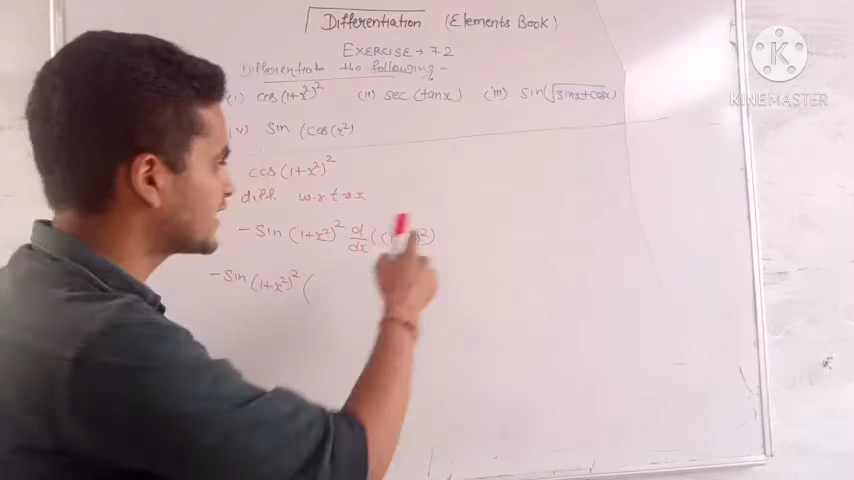 Differentiation (Elements Book)
EXERCISE → 7.2
Differentiate the following -
(i) cos(1+x²)² (ii) sec(tanx) (iii) sin(√sinx+cosx)
(iv) sin (cos(x²)
cos (1+x²)²
diff. w.r.t → x
- Sin (1+x²)² d/dx ((1 ²)
- Sin (1+x²)² (
K
KINEMASTER